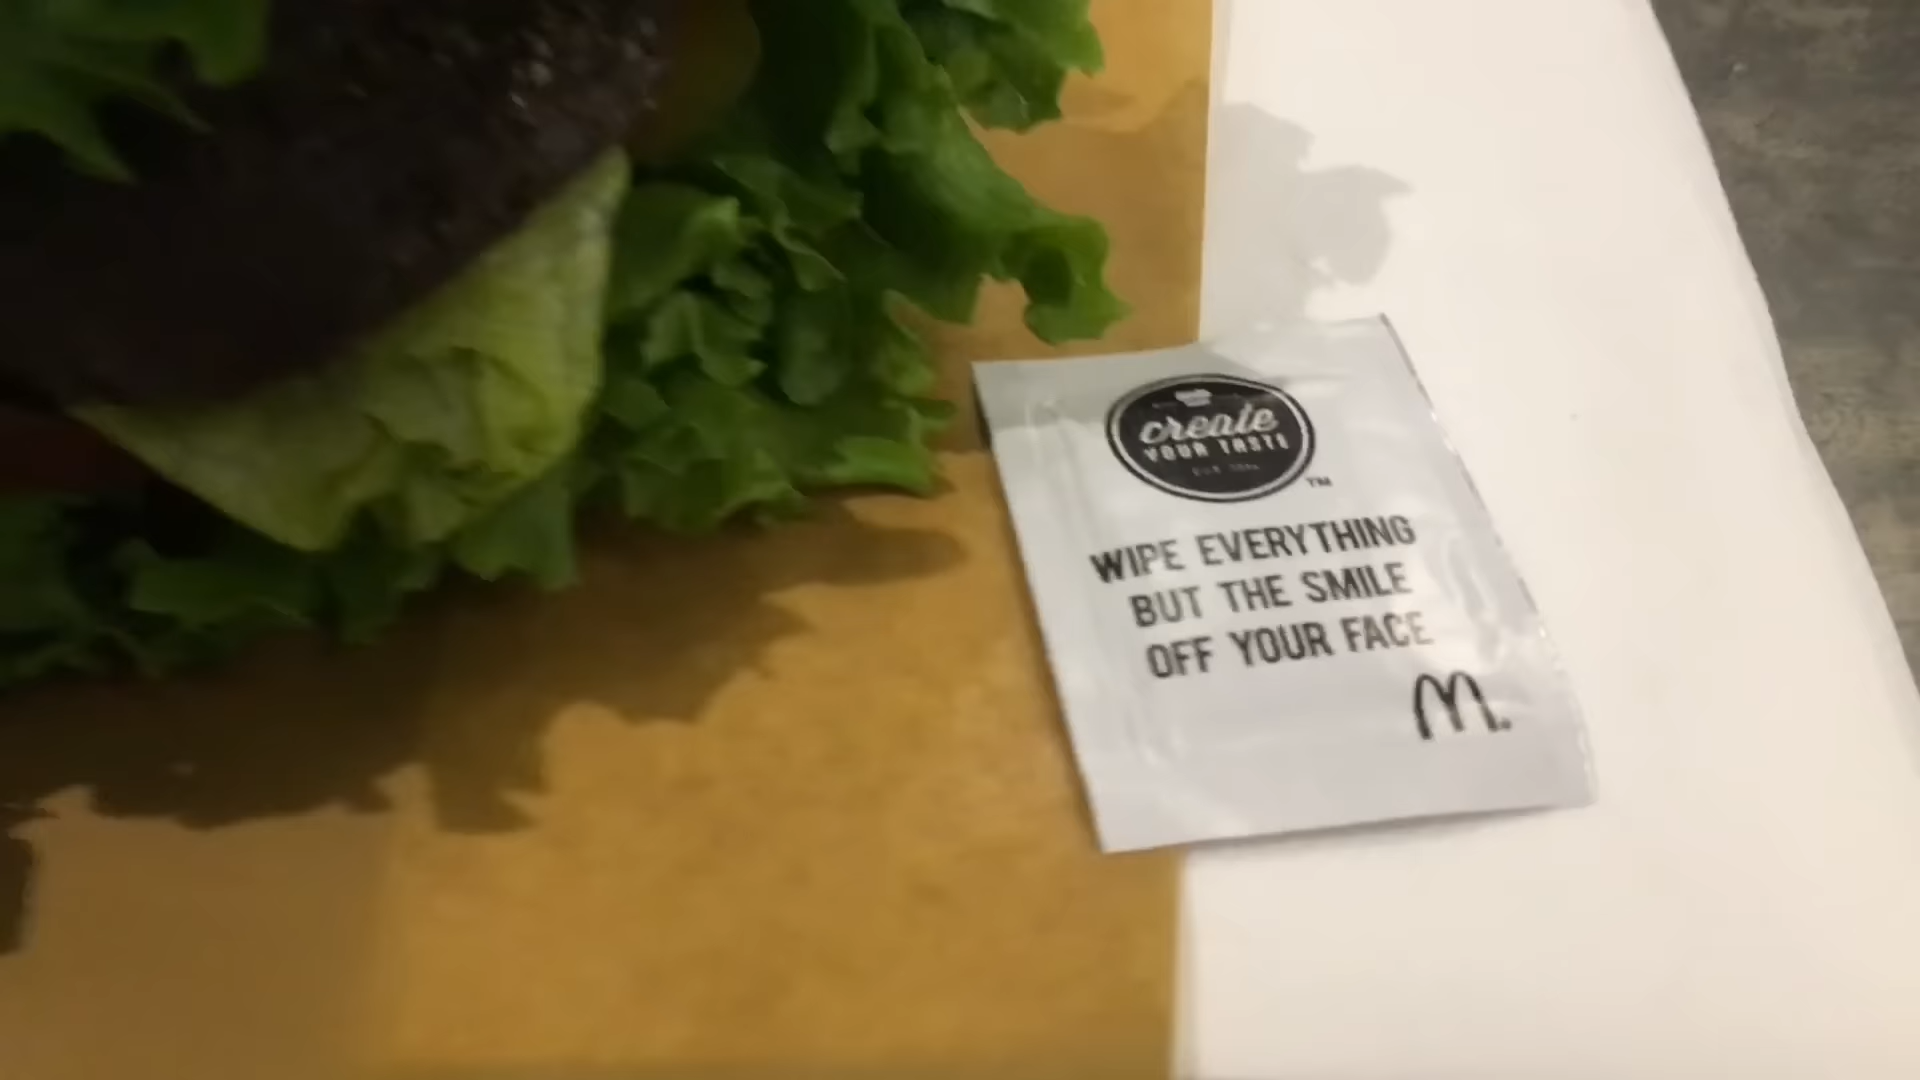 create
YOUR TASTE
TM
WIPE EVERYTHING
BUT THE SMILE
OFF YOUR FACE
M